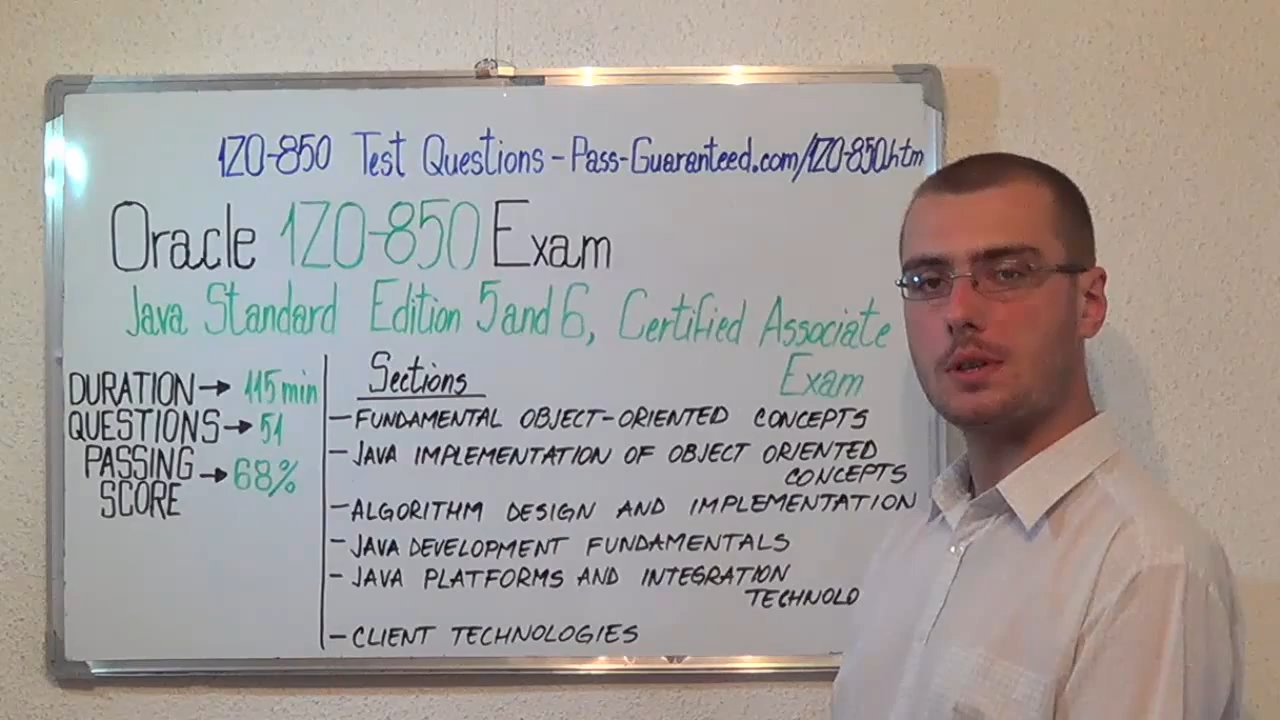 1Z0-850 Test Questions - Pass-Guaranteed.com/1Z0-850.htm
Oracle 1Z0-850 Exam
Java Standard Edition 5 and 6, Certified Associate
Exam
DURATION → 115 min
QUESTIONS → 51
PASSING
SCORE → 68%
Sections
- FUNDAMENTAL OBJECT-ORIENTED CONCEPTS
- JAVA IMPLEMENTATION OF OBJECT ORIENTED
CONCEPTS
- ALGORITHM DESIGN AND IMPLEMENTATION
- JAVA DEVELOPMENT FUNDAMENTALS
- JAVA PLATFORMS AND INTEGRATION
TECHNOLO
- CLIENT TECHNOLOGIES